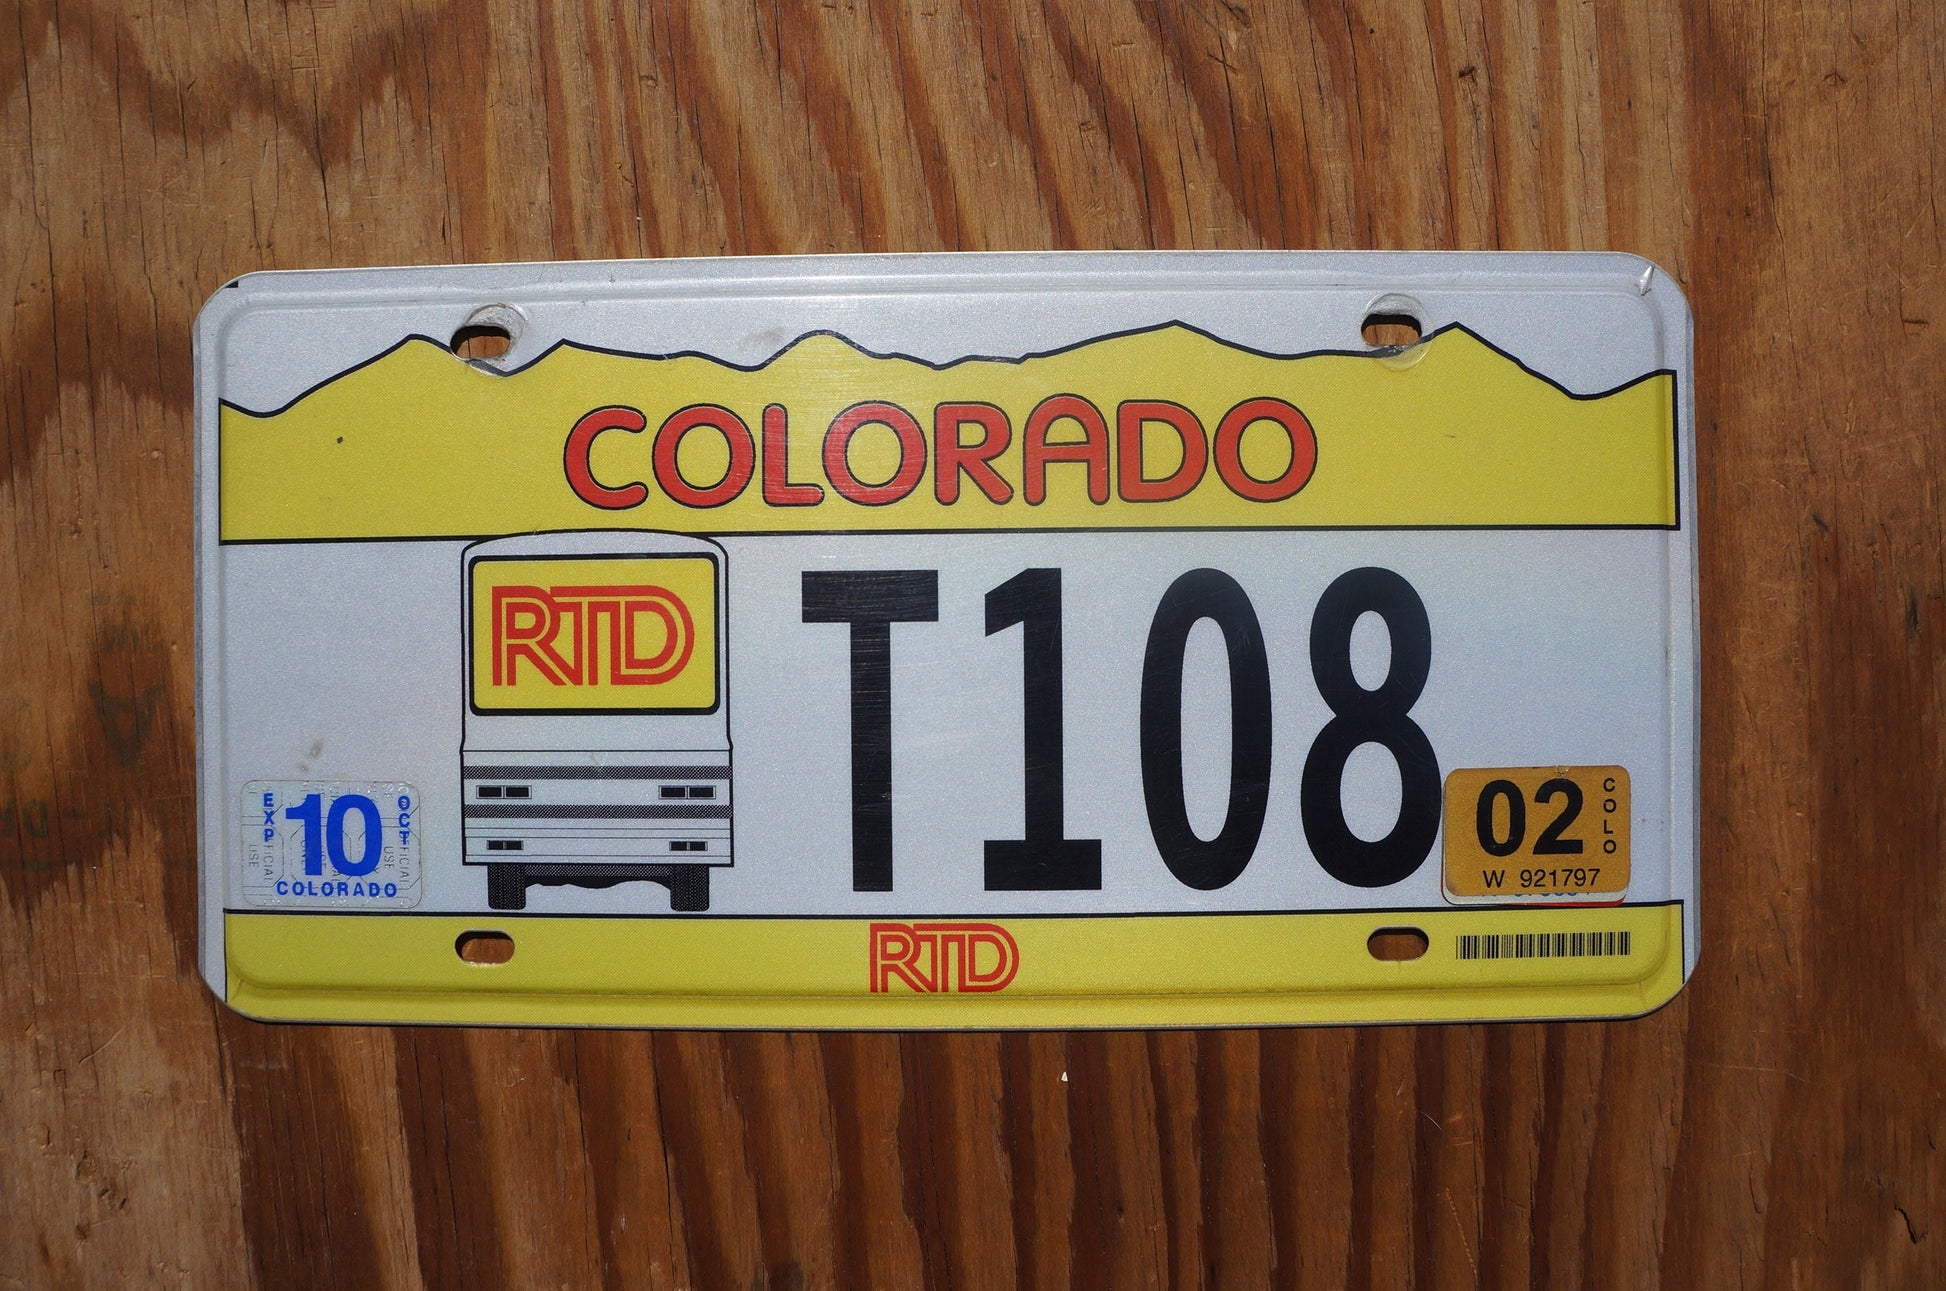 COLORADO
RTD
T108
EXP 10 OCT
COLORADO
02 COLO
W 921797
RTD